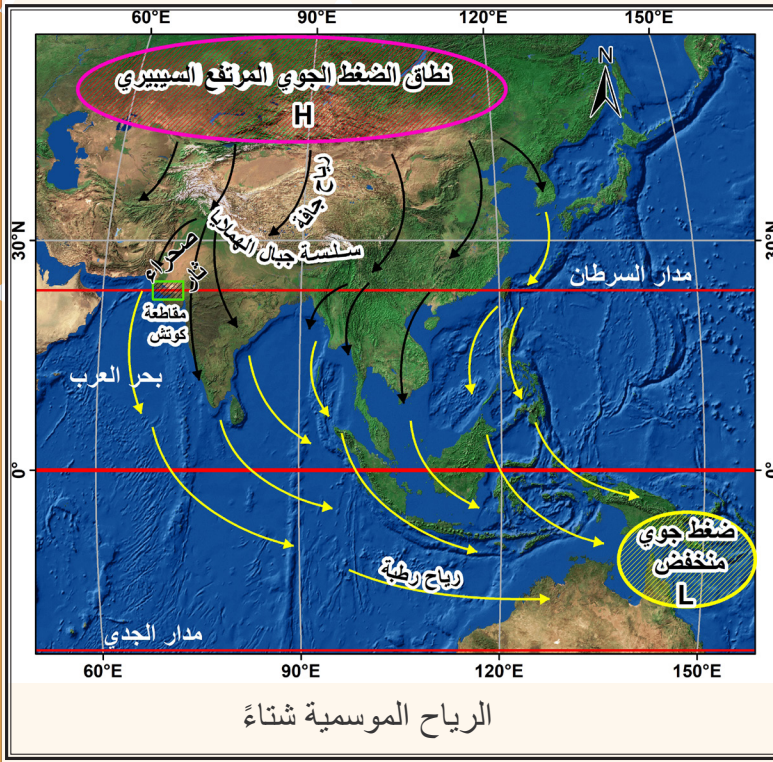 60°E
90°E
120°E
150°E
N
نطاق الضغط الجوي المرتفع السيبيري
H
رياح جافة
سلسة جبال الهملايا
صحراء
ثار
30°N
30°N
مدار السرطان
مقاطعة
كوتش
بحر العرب
0°
0°
ضغط جوي
منخفض
L
رياح رطبة
مدار الجدي
60°E
90°E
120°E
150°E
الرياح الموسمية شتاءً